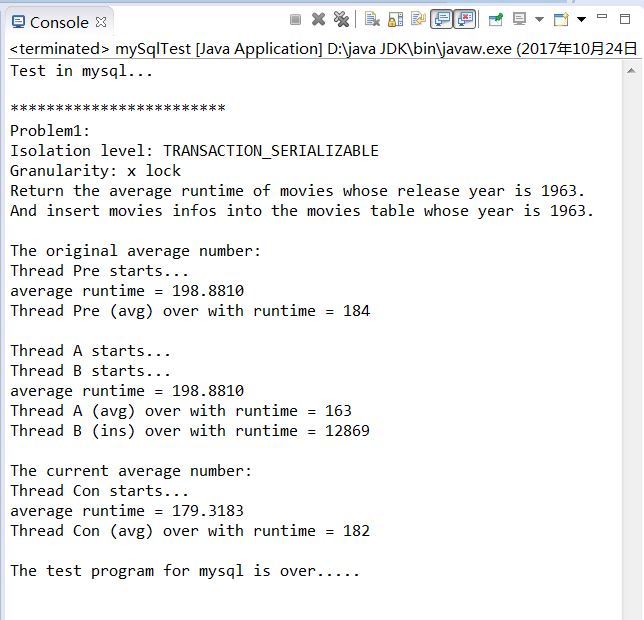 Console
<terminated> mySqlTest [Java Application] D:\java JDK\bin\javaw.exe (2017年10月24日
Test in mysql...
************************
Problem1:
Isolation level: TRANSACTION_SERIALIZABLE
Granularity: x lock
Return the average runtime of movies whose release year is 1963.
And insert movies infos into the movies table whose year is 1963.
The original average number:
Thread Pre starts...
average runtime = 198.8810
Thread Pre (avg) over with runtime = 184
Thread A starts...
Thread B starts...
average runtime = 198.8810
Thread A (avg) over with runtime = 163
Thread B (ins) over with runtime = 12869
The current average number:
Thread Con starts...
average runtime = 179.3183
Thread Con (avg) over with runtime = 182
The test program for mysql is over.....